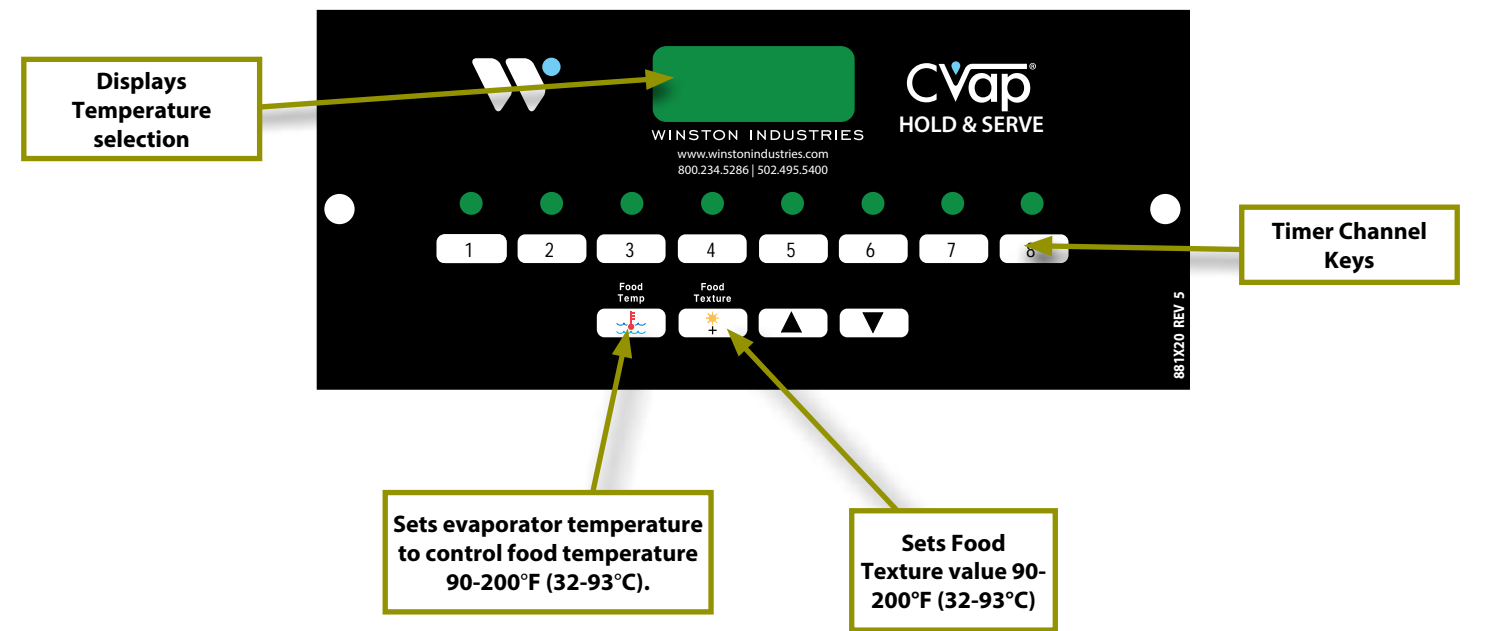 Displays
Temperature
selection
CVap®
HOLD & SERVE
WINSTON INDUSTRIES
www.winstonindustries.com
800.234.5286 | 502.495.5400
1 2 3 4 5 6 7 8
Timer Channel
Keys
Food
Temp
Food
Texture
+
881X20 REV 5
Sets evaporator temperature
to control food temperature
90-200°F (32-93°C).
Sets Food
Texture value 90-
200°F (32-93°C)